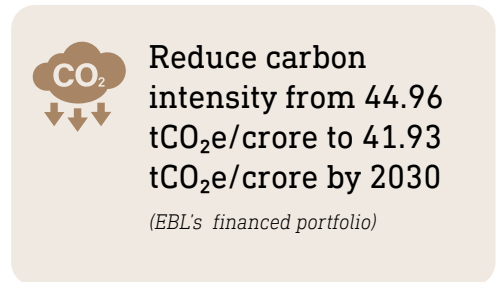 CO₂
Reduce carbon
intensity from 44.96
tCO₂e/crore to 41.93
tCO₂e/crore by 2030
(EBL's financed portfolio)